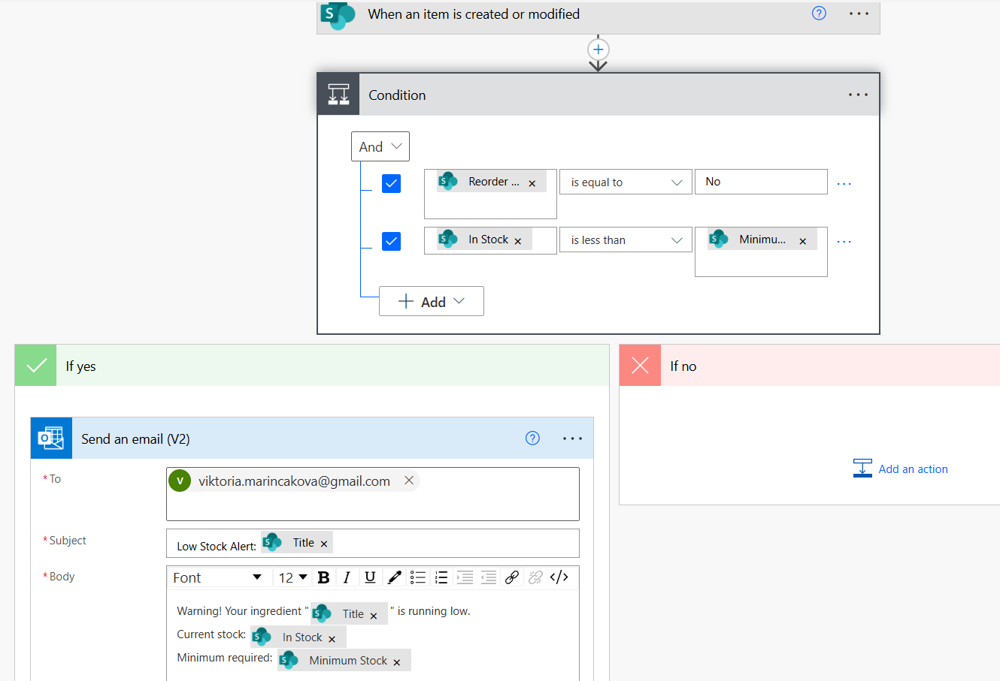 When an item is created or modified
Condition
And
Reorder ... is equal to No
In Stock is less than Minimu...
Add
If yes
If no
Send an email (V2)
Add an action
* To
V viktoria.marincakova@gmail.com
* Subject
Low Stock Alert: Title
* Body
Font 12 B I U </>
Warning! Your ingredient " Title " is running low.
Current stock: In Stock
Minimum required: Minimum Stock